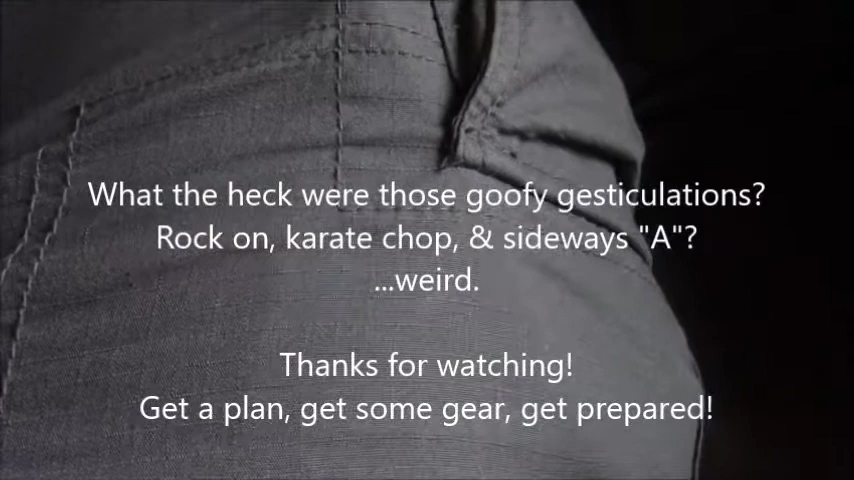 What the heck were those goofy gesticulations?
Rock on, karate chop, & sideways "A"?
...weird.
Thanks for watching!
Get a plan, get some gear, get prepared!